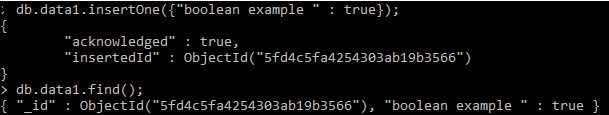 > db.data1.insertOne({"boolean example " : true});
{
        "acknowledged" : true,
        "insertedId" : ObjectId("5fd4c5fa4254303ab19b3566")
}
> db.data1.find();
{ "_id" : ObjectId("5fd4c5fa4254303ab19b3566"), "boolean example " : true }